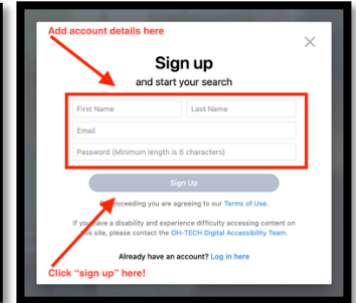 Add account details here
Sign up
and start your search
First Name Last Name
Email
Password (Minimum length is 6 characters)
Sign Up
proceeding you are agreeing to our Terms of Use.
If you have a disability and experience difficulty accessing content on
this site, please contact the OH-TECH Digital Accessibility Team.
Already have an account? Log in here
Click "sign up" here!